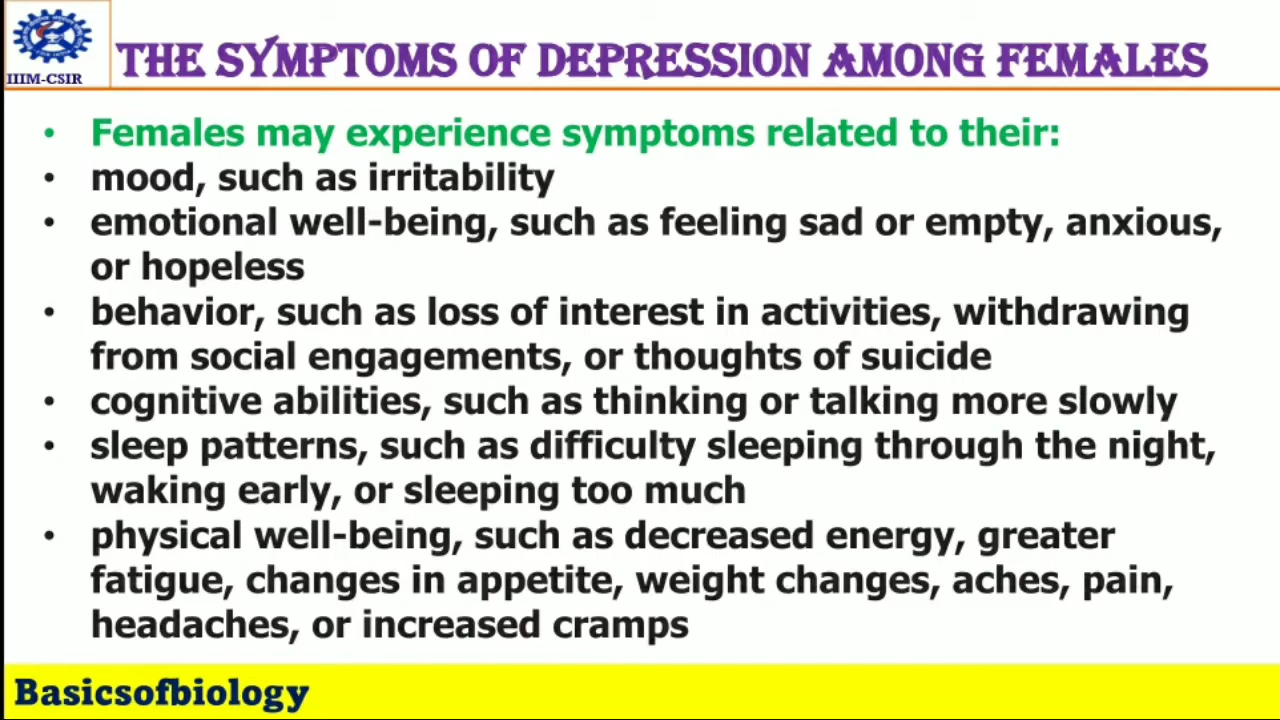 IIIM-CSIR
THE SYMPTOMS OF DEPRESSION AMONG FEMALES
• Females may experience symptoms related to their:
• mood, such as irritability
• emotional well-being, such as feeling sad or empty, anxious,
or hopeless
• behavior, such as loss of interest in activities, withdrawing
from social engagements, or thoughts of suicide
• cognitive abilities, such as thinking or talking more slowly
• sleep patterns, such as difficulty sleeping through the night,
waking early, or sleeping too much
• physical well-being, such as decreased energy, greater
fatigue, changes in appetite, weight changes, aches, pain,
headaches, or increased cramps
Basicsofbiology